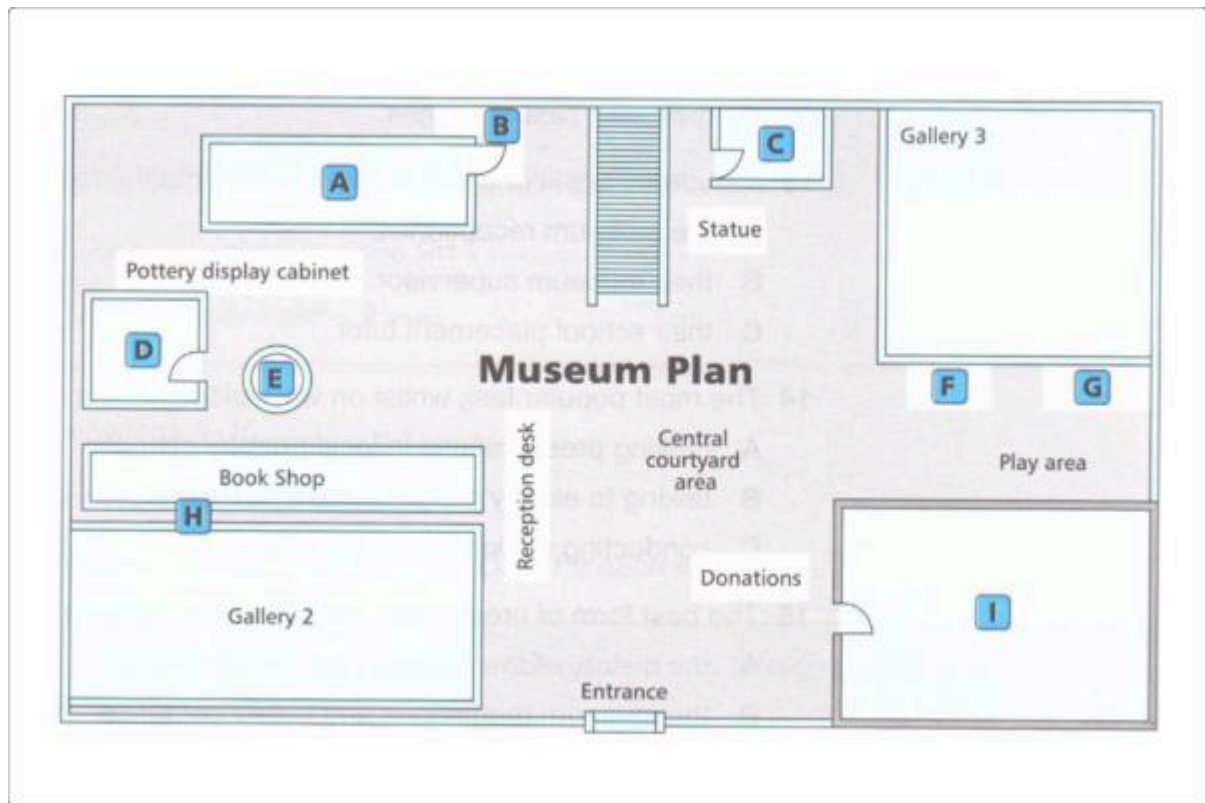 B
C
Gallery 3
A
Statue
Pottery display cabinet
D
E
Museum Plan
F
G
Reception desk
Central
courtyard
area
Play area
Book Shop
H
Donations
I
Gallery 2
Entrance